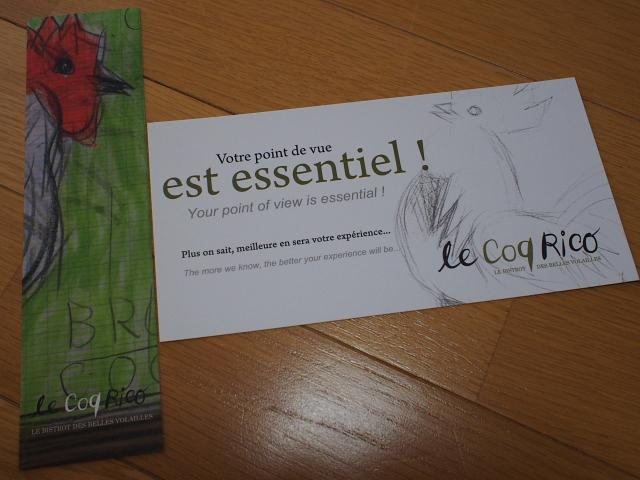 BRO
COC
le Coq Rico
LE BISTROT DES BELLES VOLAILLES
Votre point de vue
est essentiel !
Your point of view is essential !
Plus on sait, meilleure en sera votre expérience...
The more we know, the better your experience will be...
le Coq Rico
LE BISTROT DES BELLES VOLAILLES